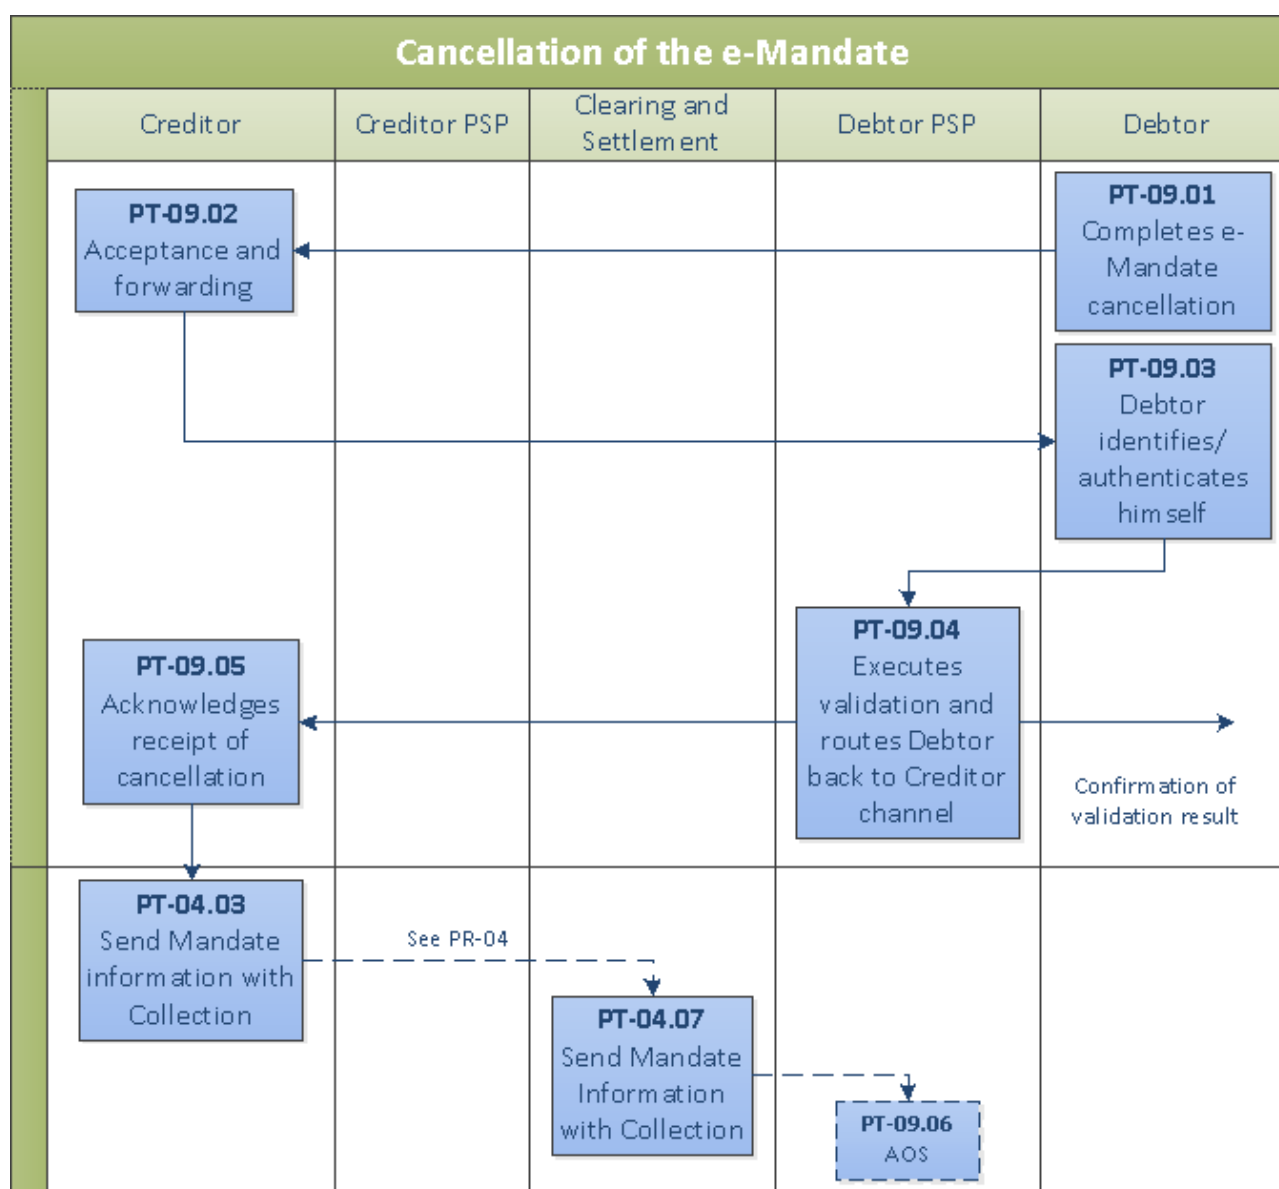 Cancellation of the e-Mandate
Creditor
Creditor PSP
Clearing and
Settlement
Debtor PSP
Debtor
PT-09.01
Completes e-
Mandate
cancellation
PT-09.02
Acceptance and
forwarding
PT-09.03
Debtor
identifies/
authenticates
himself
PT-09.04
Executes
validation and
routes Debtor
back to Creditor
channel
Confirmation of
validation result
PT-09.05
Acknowledges
receipt of
cancellation
PT-04.03
Send Mandate
information with
Collection
See PR-04
PT-04.07
Send Mandate
Information
with Collection
PT-09.06
AOS